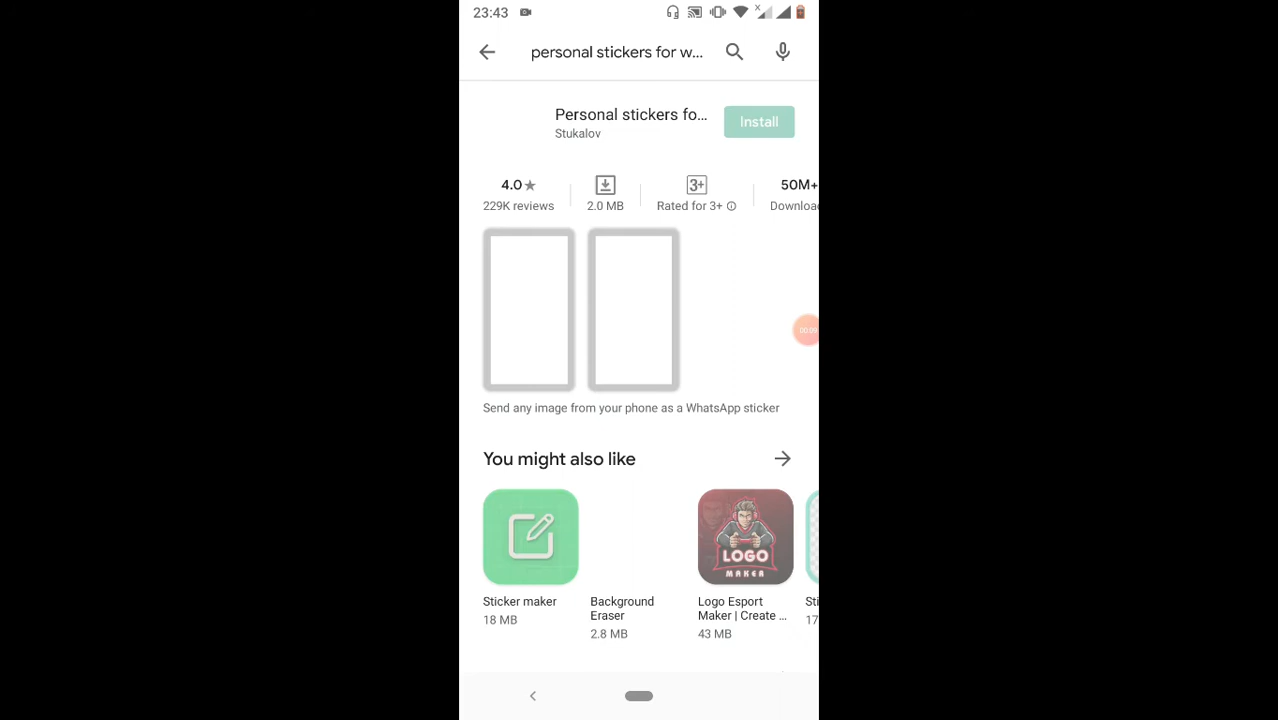 23:43
personal stickers for w...
Personal stickers fo...
Install
Stukalov
4.0★
3+
50M+
229K reviews
2.0 MB
Rated for 3+
Downloa
Send any image from your phone as a WhatsApp sticker
You might also like
LOGO
MAKER
Sticker maker
18 MB
Background
Eraser
2.8 MB
Logo Esport
Maker | Create ...
43 MB
Sti
17